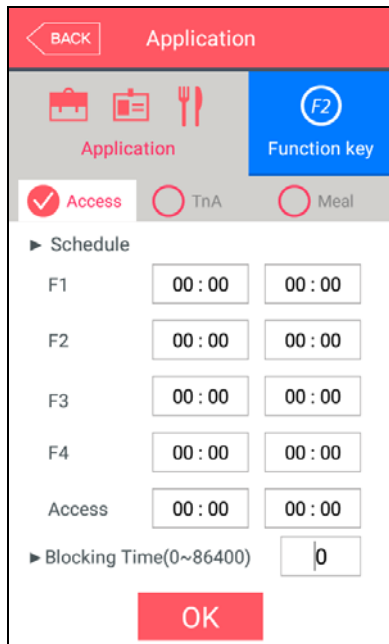 BACK Application
F2
Application Function key
Access TnA Meal
► Schedule
F1 00 : 00 00 : 00
F2 00 : 00 00 : 00
F3 00 : 00 00 : 00
F4 00 : 00 00 : 00
Access 00 : 00 00 : 00
►Blocking Time(0~86400) 0
OK